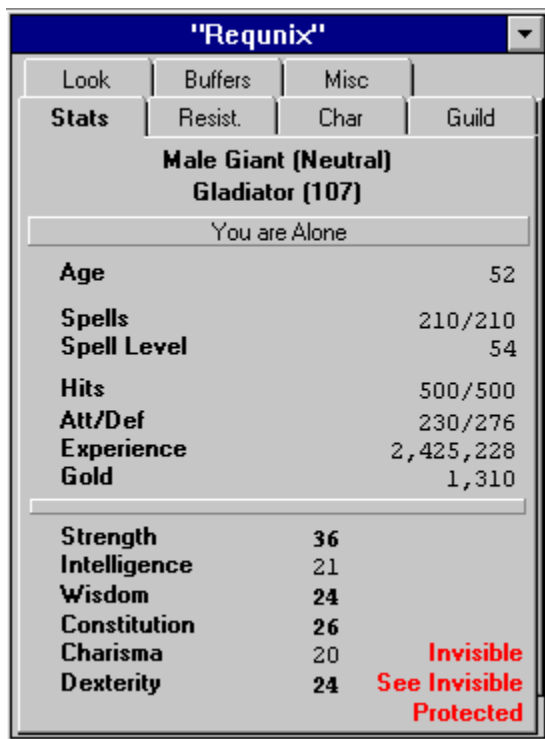 "Requnix"
Look Buffers Misc
Stats Resist. Char Guild
Male Giant (Neutral)
Gladiator (107)
You are Alone
Age 52
Spells 210/210
Spell Level 54
Hits 500/500
Att/Def 230/276
Experience 2,425,228
Gold 1,310
Strength 36
Intelligence 21
Wisdom 24
Constitution 26
Charisma 20 Invisible
Dexterity 24 See Invisible
Protected